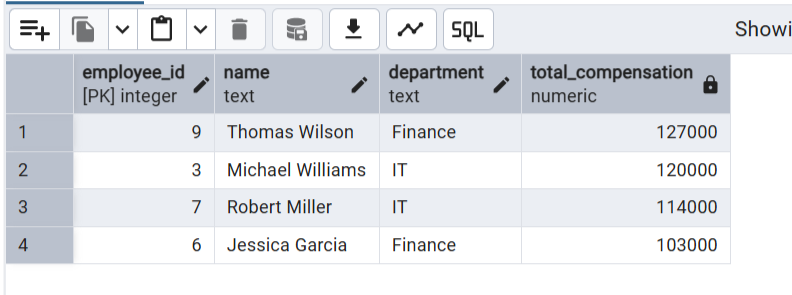 SQL
Showi
employee_id name department total_compensation
[PK] integer text text numeric
1 9 Thomas Wilson Finance 127000
2 3 Michael Williams IT 120000
3 7 Robert Miller IT 114000
4 6 Jessica Garcia Finance 103000